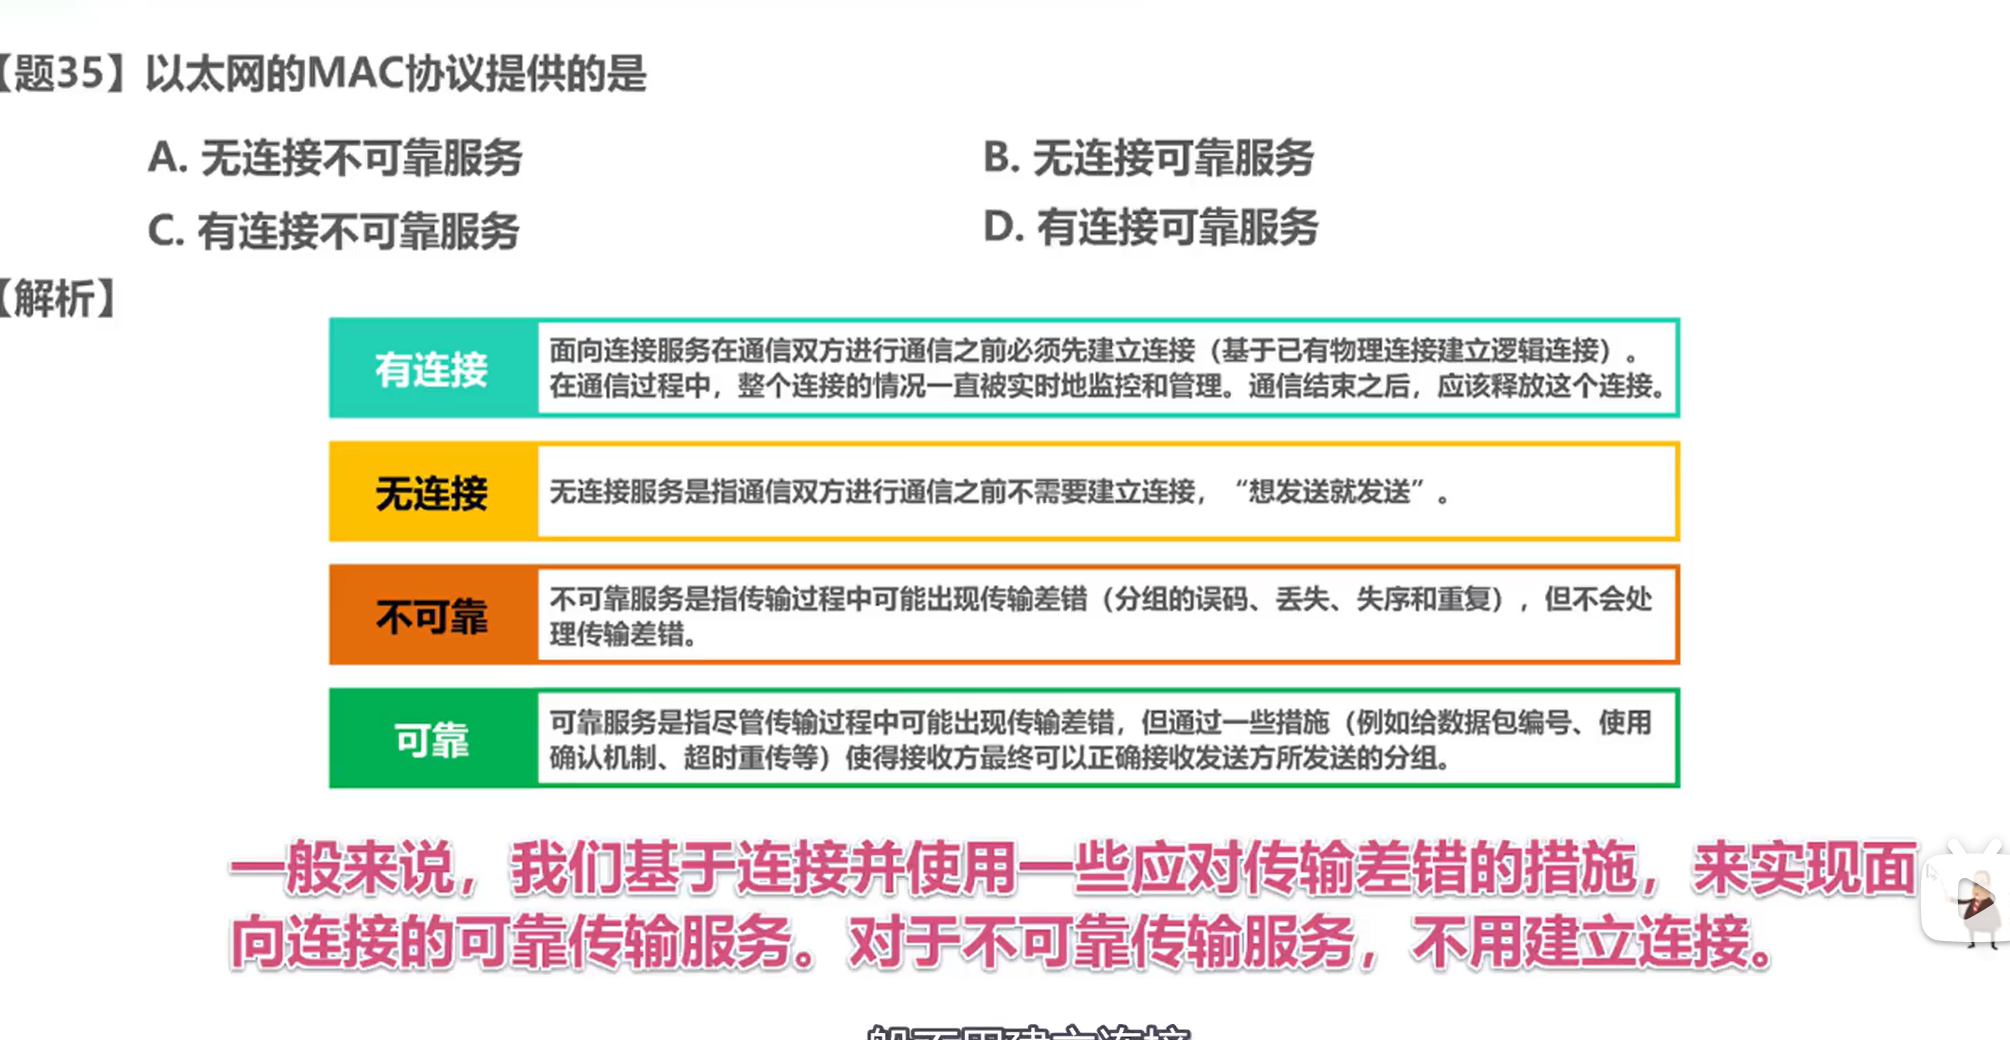 【题35】以太网的MAC协议提供的是
A. 无连接不可靠服务
B. 无连接可靠服务
C. 有连接不可靠服务
D. 有连接可靠服务
【解析】
有连接
面向连接服务在通信双方进行通信之前必须先建立连接（基于已有物理连接建立逻辑连接）。
在通信过程中，整个连接的情况一直被实时地监控和管理。通信结束之后，应该释放这个连接。
无连接
无连接服务是指通信双方进行通信之前不需要建立连接，“想发送就发送”。
不可靠
不可靠服务是指传输过程中可能出现传输差错（分组的误码、丢失、失序和重复），但不会处
理传输差错。
可靠
可靠服务是指尽管传输过程中可能出现传输差错，但通过一些措施（例如给数据包编号、使用
确认机制、超时重传等）使得接收方最终可以正确接收发送方所发送的分组。
一般来说，我们基于连接并使用一些应对传输差错的措施，来实现面
向连接的可靠传输服务。对于不可靠传输服务，不用建立连接。
般不用建立连接